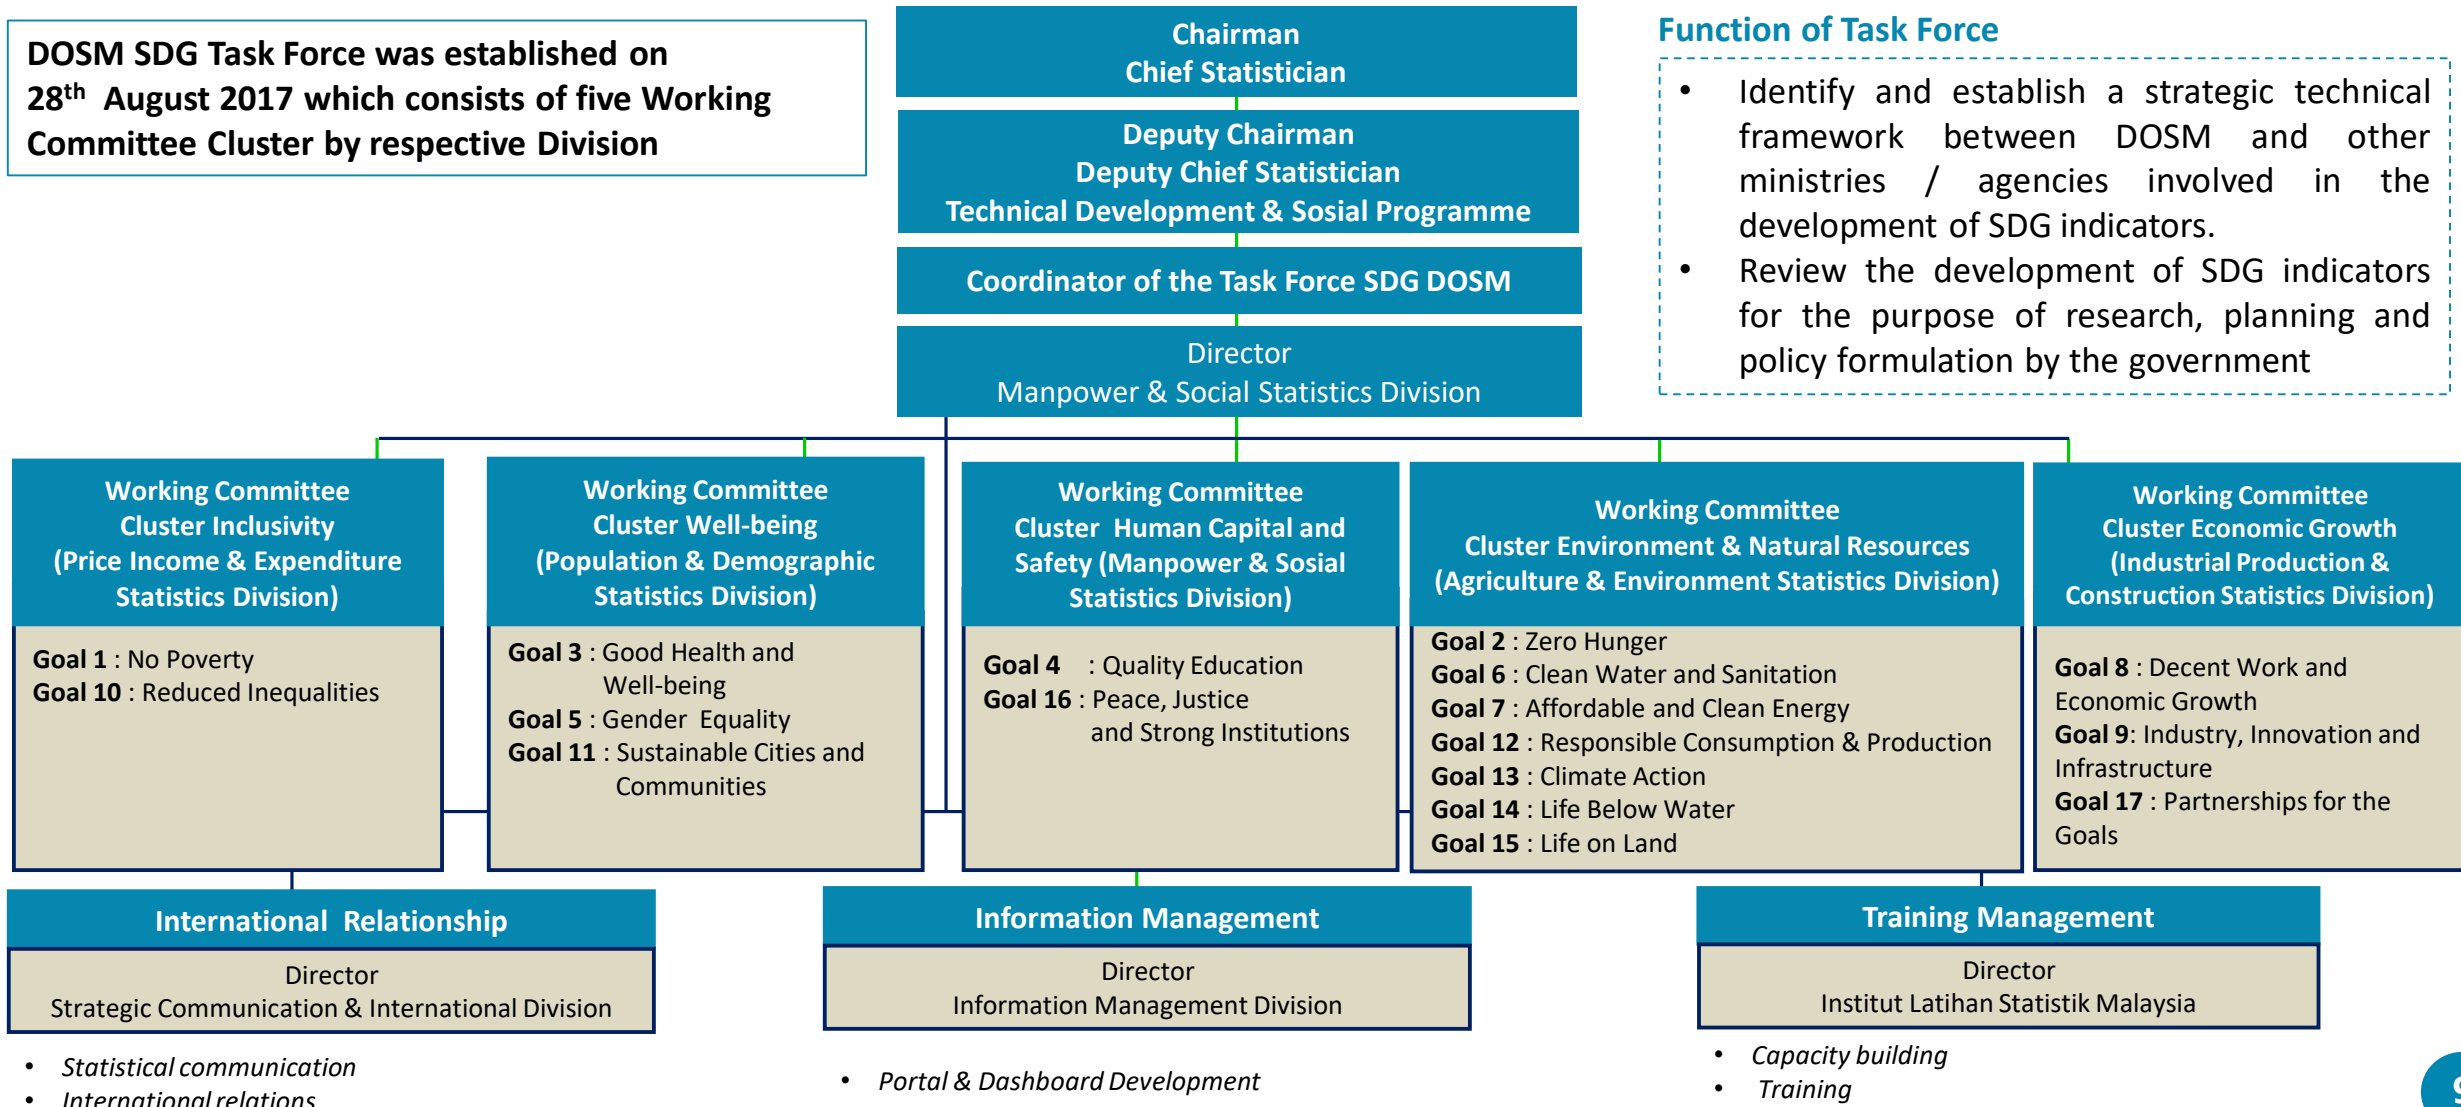 DOSM SDG Task Force was established on
28th August 2017 which consists of five Working
Committee Cluster by respective Division
Chairman
Chief Statistician
Deputy Chairman
Deputy Chief Statistician
Technical Development & Sosial Programme
Coordinator of the Task Force SDG DOSM
Director
Manpower & Social Statistics Division
Function of Task Force
• Identify and establish a strategic technical
framework between DOSM and other
ministries / agencies involved in the
development of SDG indicators.
• Review the development of SDG indicators
for the purpose of research, planning and
policy formulation by the government
Working Committee
Cluster Inclusivity
(Price Income & Expenditure
Statistics Division)
Goal 1 : No Poverty
Goal 10 : Reduced Inequalities
Working Committee
Cluster Well-being
(Population & Demographic
Statistics Division)
Goal 3 : Good Health and
Well-being
Goal 5 : Gender Equality
Goal 11 : Sustainable Cities and
Communities
Working Committee
Cluster Human Capital and
Safety (Manpower & Sosial
Statistics Division)
Goal 4 : Quality Education
Goal 16 : Peace, Justice
and Strong Institutions
Working Committee
Cluster Environment & Natural Resources
(Agriculture & Environment Statistics Division)
Goal 2 : Zero Hunger
Goal 6 : Clean Water and Sanitation
Goal 7 : Affordable and Clean Energy
Goal 12 : Responsible Consumption & Production
Goal 13 : Climate Action
Goal 14 : Life Below Water
Goal 15 : Life on Land
Working Committee
Cluster Economic Growth
(Industrial Production &
Construction Statistics Division)
Goal 8 : Decent Work and
Economic Growth
Goal 9: Industry, Innovation and
Infrastructure
Goal 17 : Partnerships for the
Goals
International Relationship
Director
Strategic Communication & International Division
• Statistical communication
• International relations
Information Management
Director
Information Management Division
• Portal & Dashboard Development
Training Management
Director
Institut Latihan Statistik Malaysia
• Capacity building
• Training